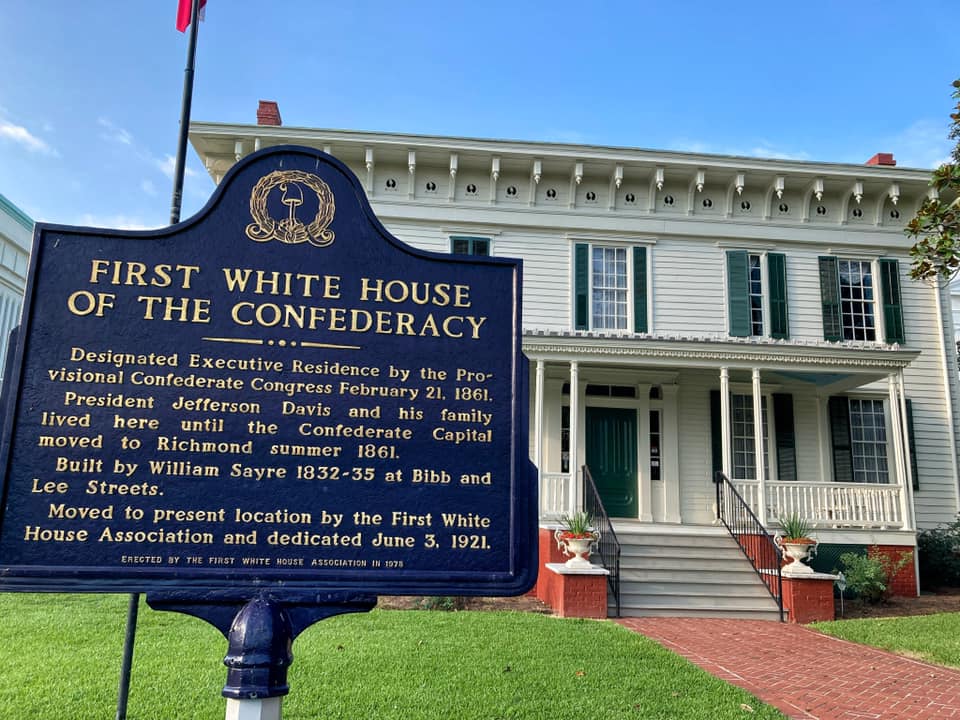 FIRST WHITE HOUSE
OF THE CONFEDERACY
Designated Executive Residence by the Pro-
visional Confederate Congress February 21, 1861.
President Jefferson Davis and his family
lived here until the Confederate Capital
moved to Richmond summer 1861.
Built by William Sayre 1832-35 at Bibb and
Lee Streets.
Moved to present location by the First White
House Association and dedicated June 3, 1921.
ERECTED BY THE FIRST WHITE HOUSE ASSOCIATION IN 1978